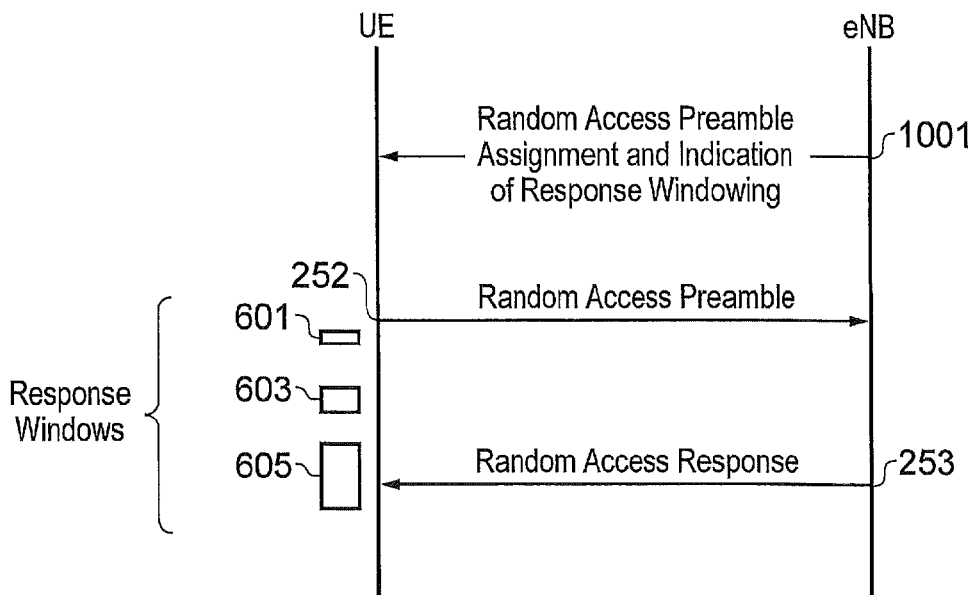 UE
eNB
Random Access Preamble
Assignment and Indication
of Response Windowing
1001
252
Random Access Preamble
601
603
Response
Windows
605
Random Access Response
253